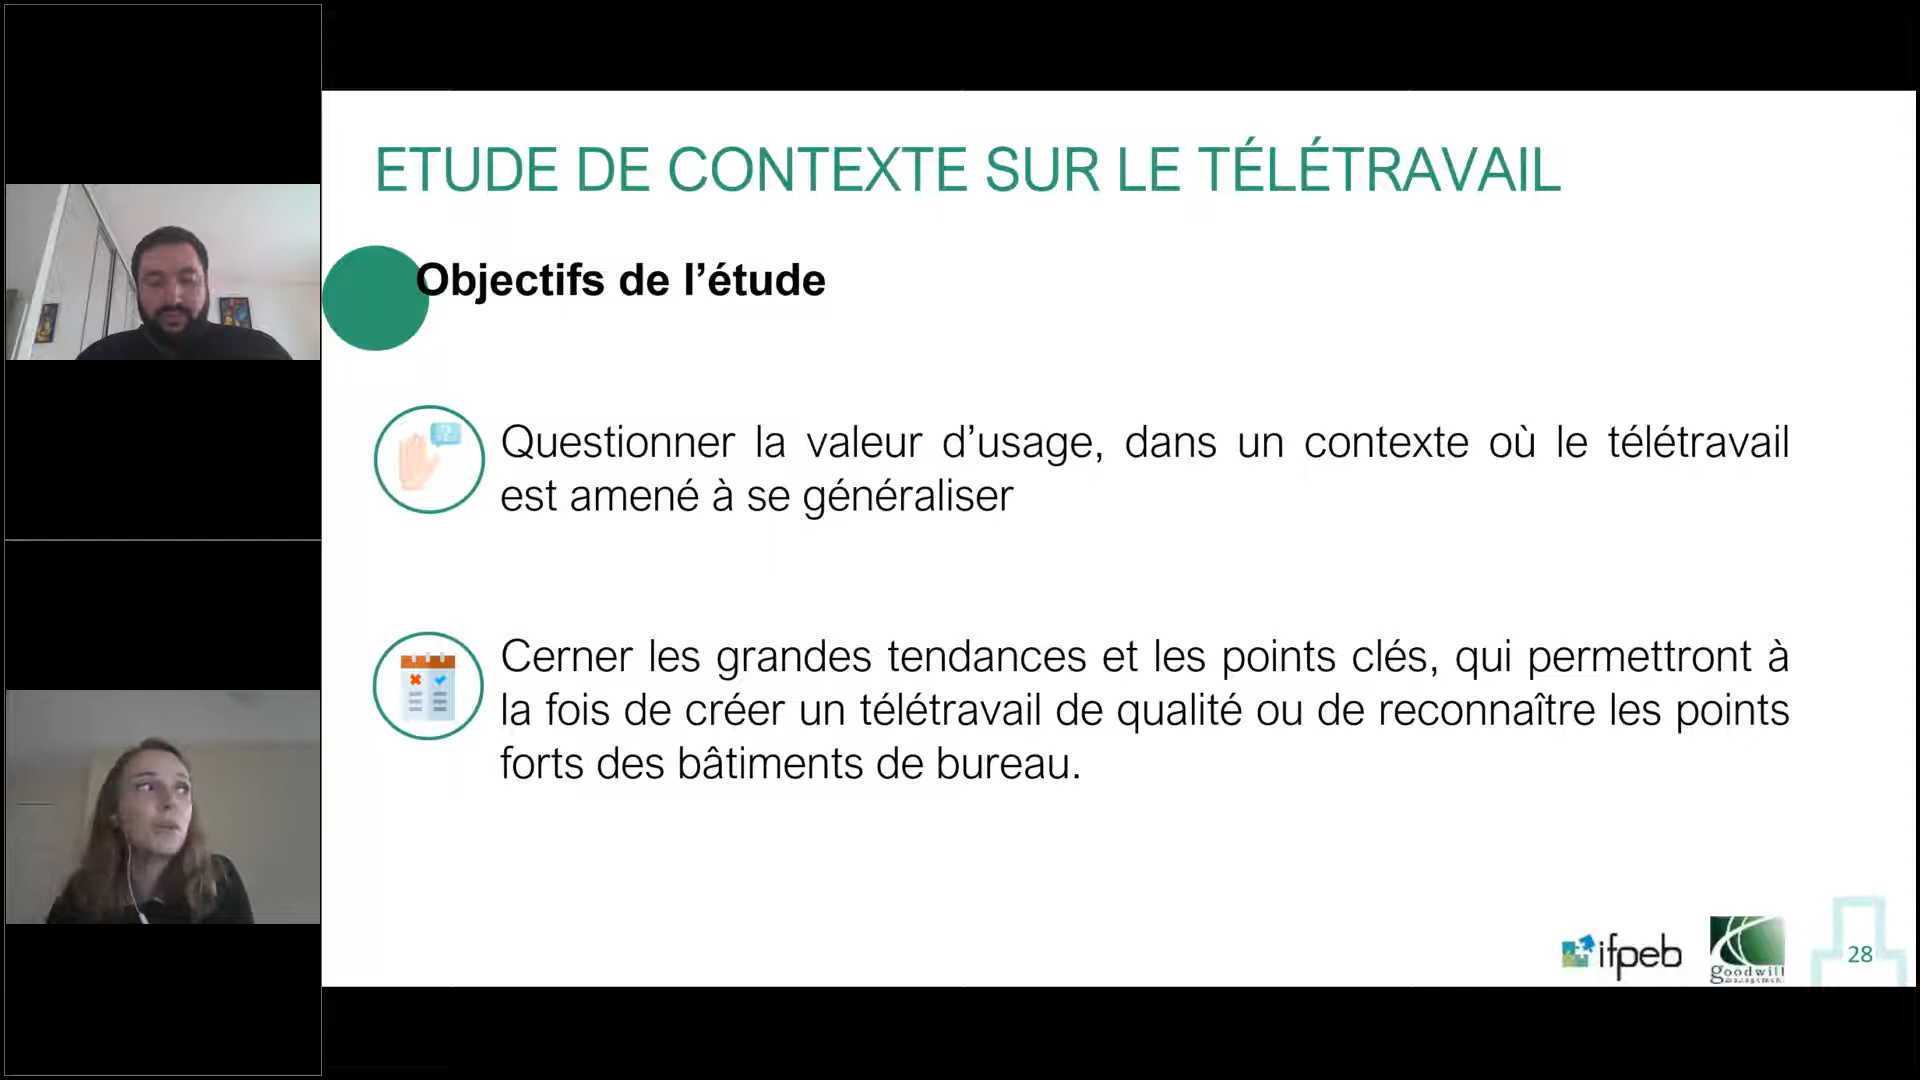 ETUDE DE CONTEXTE SUR LE TÉLÉTRAVAIL
Objectifs de l’étude
?
Questionner la valeur d’usage, dans un contexte où le télétravail
est amené à se généraliser
Cerner les grandes tendances et les points clés, qui permettront à
la fois de créer un télétravail de qualité ou de reconnaître les points
forts des bâtiments de bureau.
ifpeb
goodwill
management
28